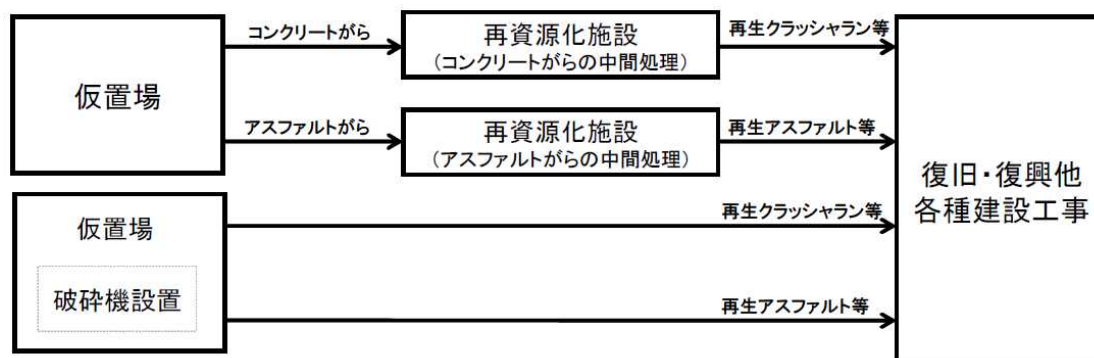 仮置場
コンクリートがら
再資源化施設
（コンクリートがらの中間処理）
再生クラッシャラン等
アスファルトがら
再資源化施設
（アスファルトがらの中間処理）
再生アスファルト等
仮置場
破砕機設置
再生クラッシャラン等
再生アスファルト等
復旧・復興他
各種建設工事